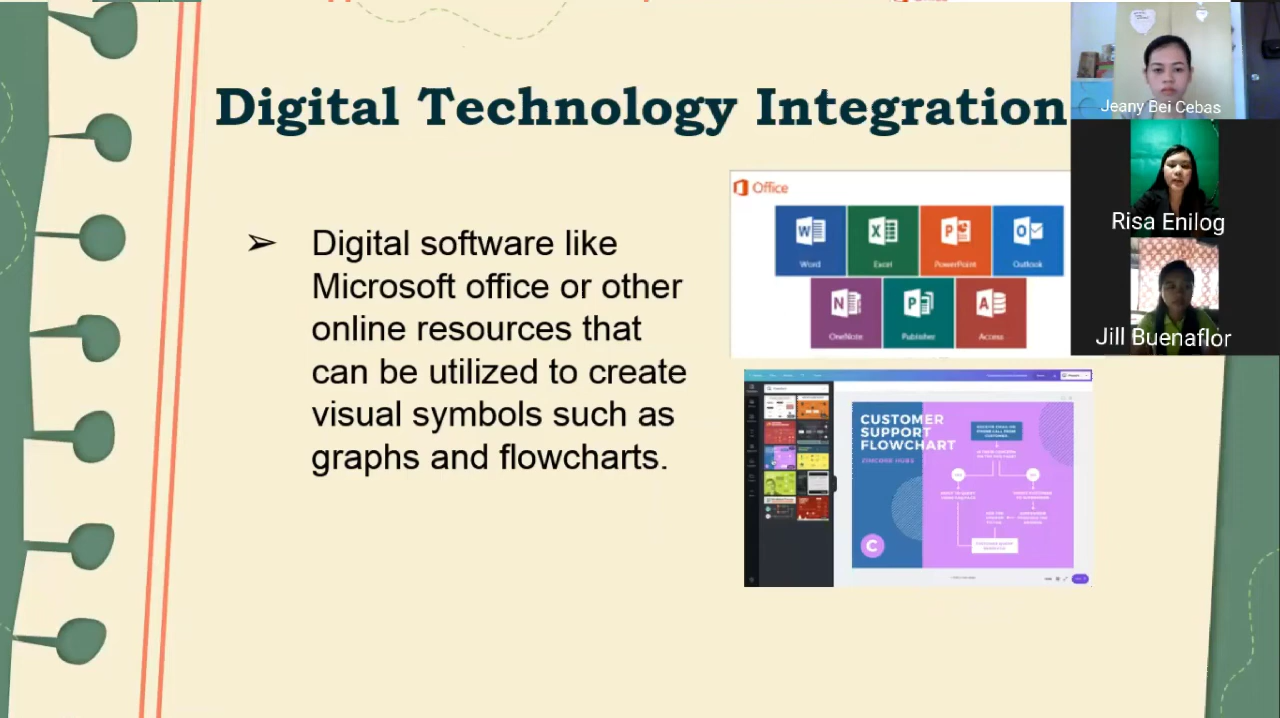 Digital Technology Integration
➢ Digital software like
Microsoft office or other
online resources that
can be utilized to create
visual symbols such as
graphs and flowcharts.
Office
Word
Excel
PowerPoint
Outlook
OneNote
Publisher
Access
CUSTOMER
SUPPORT
FLOWCHART
C
Jeany Bei Cebas
Risa Enilog
Jill Buenaflor